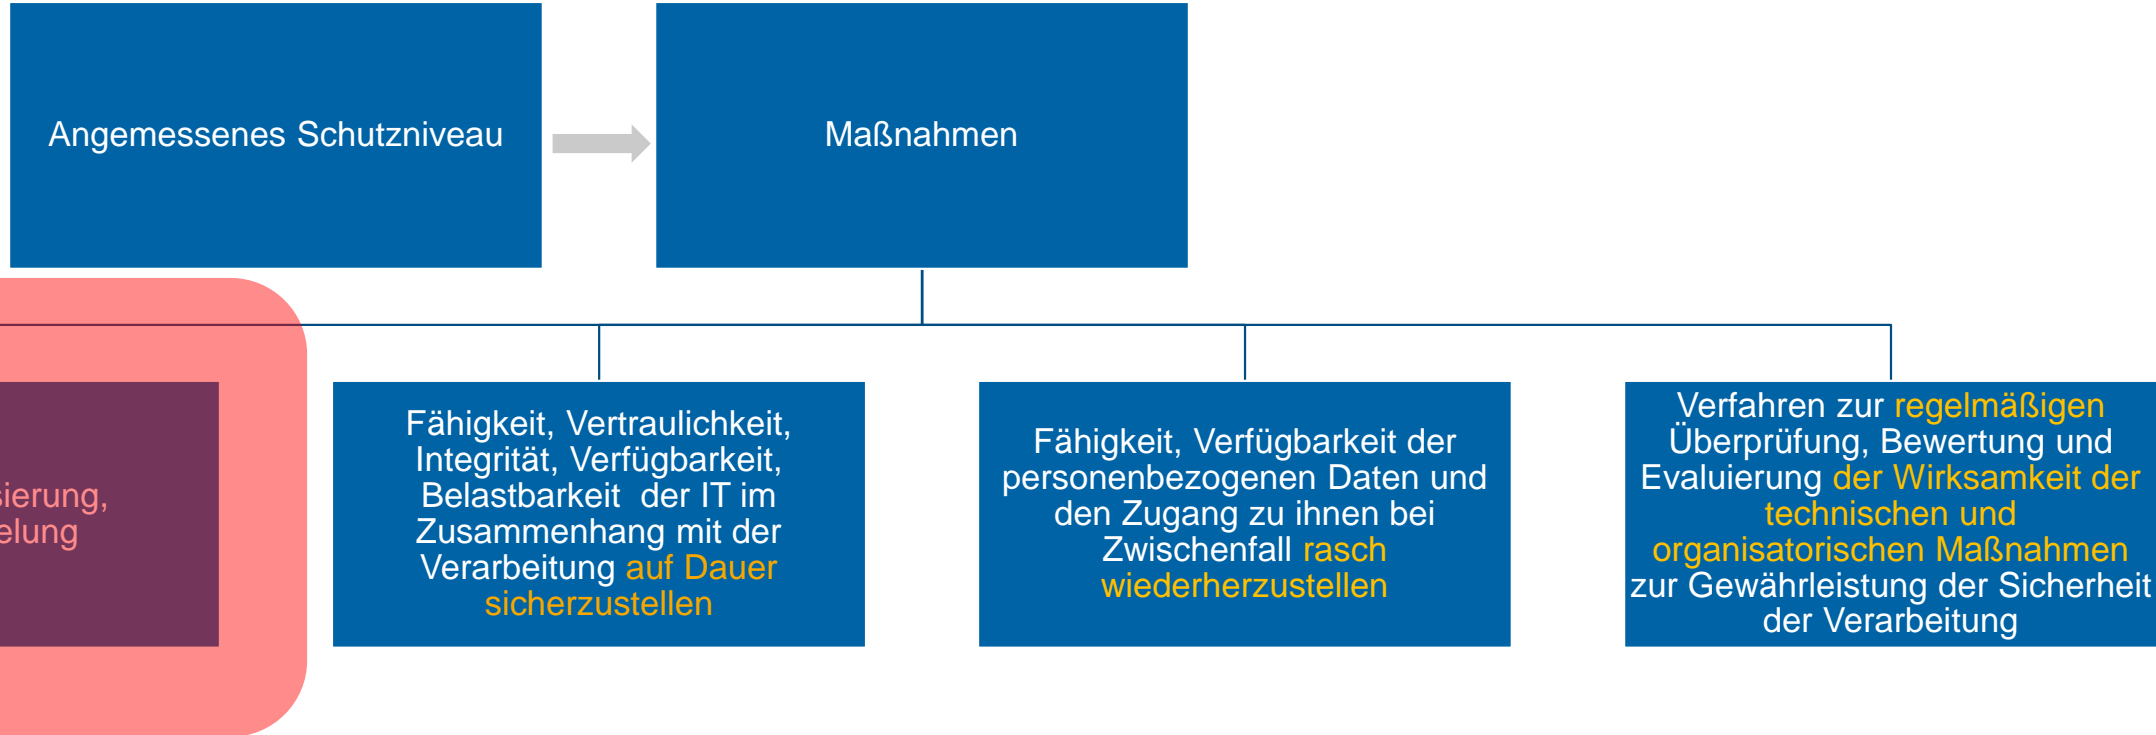 Angemessenes Schutzniveau
Maßnahmen
Fähigkeit, Vertraulichkeit,
Integrität, Verfügbarkeit,
Belastbarkeit der IT im
Zusammenhang mit der
Verarbeitung auf Dauer
sicherzustellen
Fähigkeit, Verfügbarkeit der
personenbezogenen Daten und
den Zugang zu ihnen bei
Zwischenfall rasch
wiederherzustellen
Verfahren zur regelmäßigen
Überprüfung, Bewertung und
Evaluierung der Wirksamkeit der
technischen und
organisatorischen Maßnahmen
zur Gewährleistung der Sicherheit
der Verarbeitung